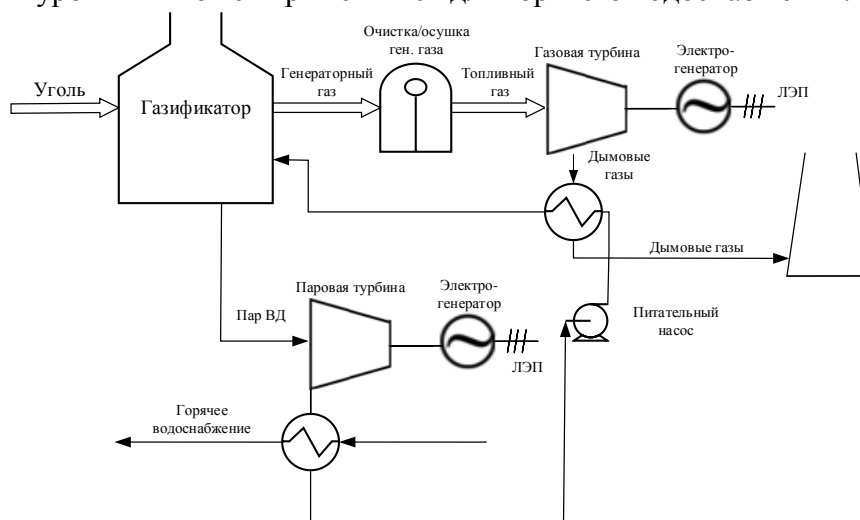 Очистка/осушка
ген. газа
Газовая турбина
Электро-
генератор
Уголь
Газификатор
Генераторный
газ
Топливный
газ
ЛЭП
Дымовые
газы
Дымовые газы
Паровая турбина
Электро-
генератор
Пар ВД
Питательный
насос
ЛЭП
Горячее
водоснабжение